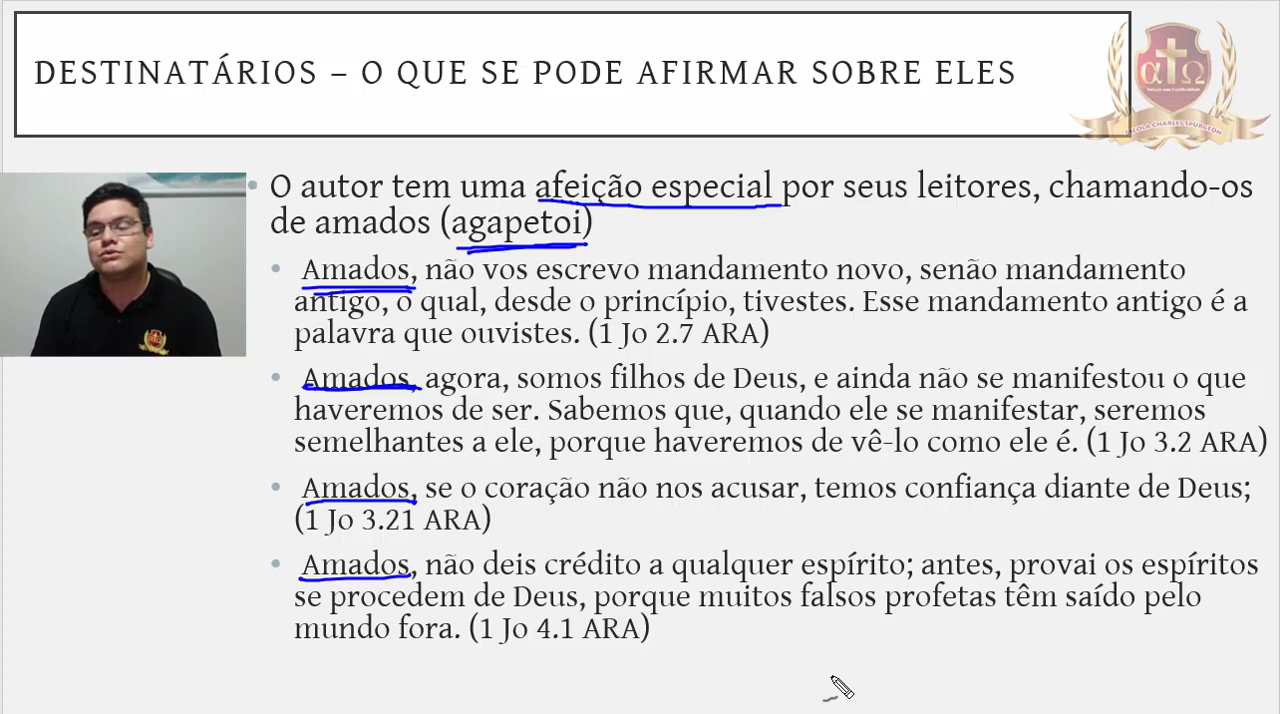 DESTINATÁRIOS – O QUE SE PODE AFIRMAR SOBRE ELES
α Ω
ESCOLA CHARLES SPURGEON
• O autor tem uma afeição especial por seus leitores, chamando-os
de amados (agapetoi)
• Amados, não vos escrevo mandamento novo, senão mandamento
antigo, o qual, desde o princípio, tivestes. Esse mandamento antigo é a
palavra que ouvistes. (1 Jo 2.7 ARA)
• Amados, agora, somos filhos de Deus, e ainda não se manifestou o que
haveremos de ser. Sabemos que, quando ele se manifestar, seremos
semelhantes a ele, porque haveremos de vê-lo como ele é. (1 Jo 3.2 ARA)
• Amados, se o coração não nos acusar, temos confiança diante de Deus;
(1 Jo 3.21 ARA)
• Amados, não deis crédito a qualquer espírito; antes, provai os espíritos
se procedem de Deus, porque muitos falsos profetas têm saído pelo
mundo fora. (1 Jo 4.1 ARA)